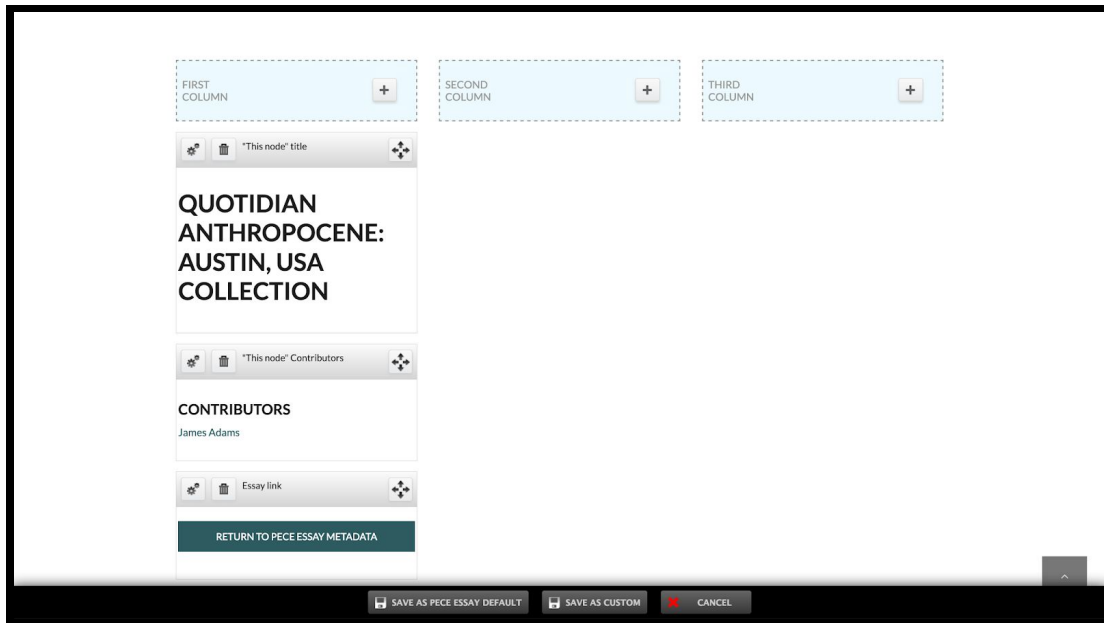 FIRST
COLUMN
SECOND
COLUMN
THIRD
COLUMN
"This node" title
QUOTIDIAN
ANTHROPOCENE:
AUSTIN, USA
COLLECTION
"This node" Contributors
CONTRIBUTORS
James Adams
Essay link
RETURN TO PECE ESSAY METADATA
SAVE AS PECE ESSAY DEFAULT
SAVE AS CUSTOM
CANCEL